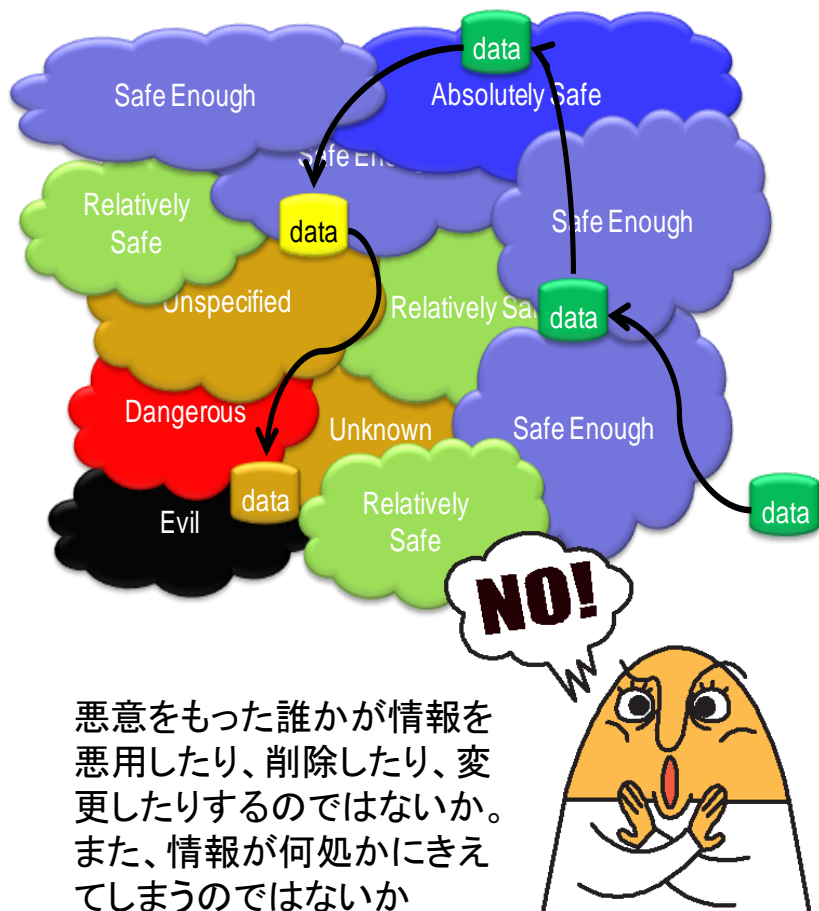 data
Safe Enough
Absolutely Safe
Safe En
Relatively
Safe
data
Safe Enough
Unspecified
Relatively Sa
data
Dangerous
Unknown
Safe Enough
data
Evil
Relatively
Safe
data
NO!
悪意をもった誰かが情報を
悪用したり、削除したり、変
更したりするのではないか。
また、情報が何処かにきえ
てしまうのではないか